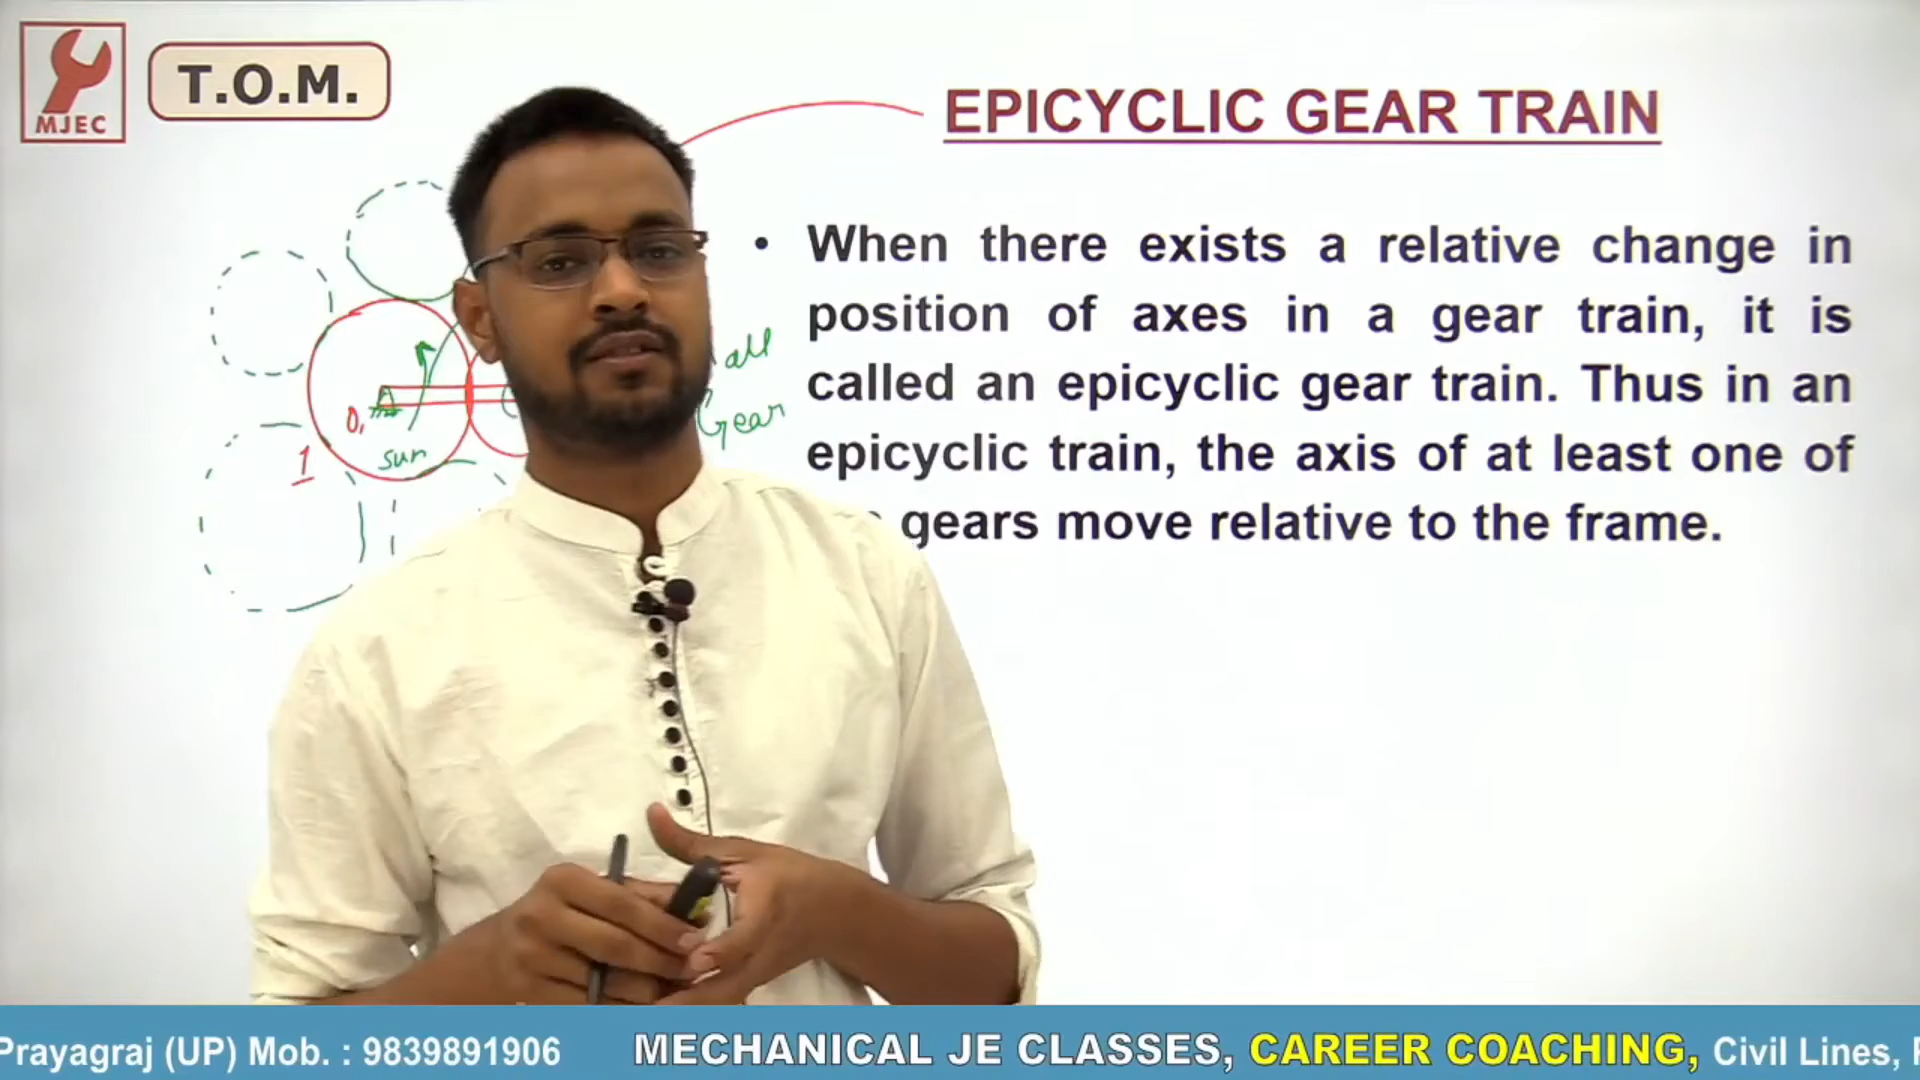 MJEC
T.O.M.
EPICYCLIC GEAR TRAIN
• When there exists a relative change in
position of axes in a gear train, it is
called an epicyclic gear train. Thus in an
epicyclic train, the axis of at least one of
gears move relative to the frame.
all
Gear
O,
sun
1
Prayagraj (UP) Mob. : 9839891906 MECHANICAL JE CLASSES, CAREER COACHING, Civil Lines,